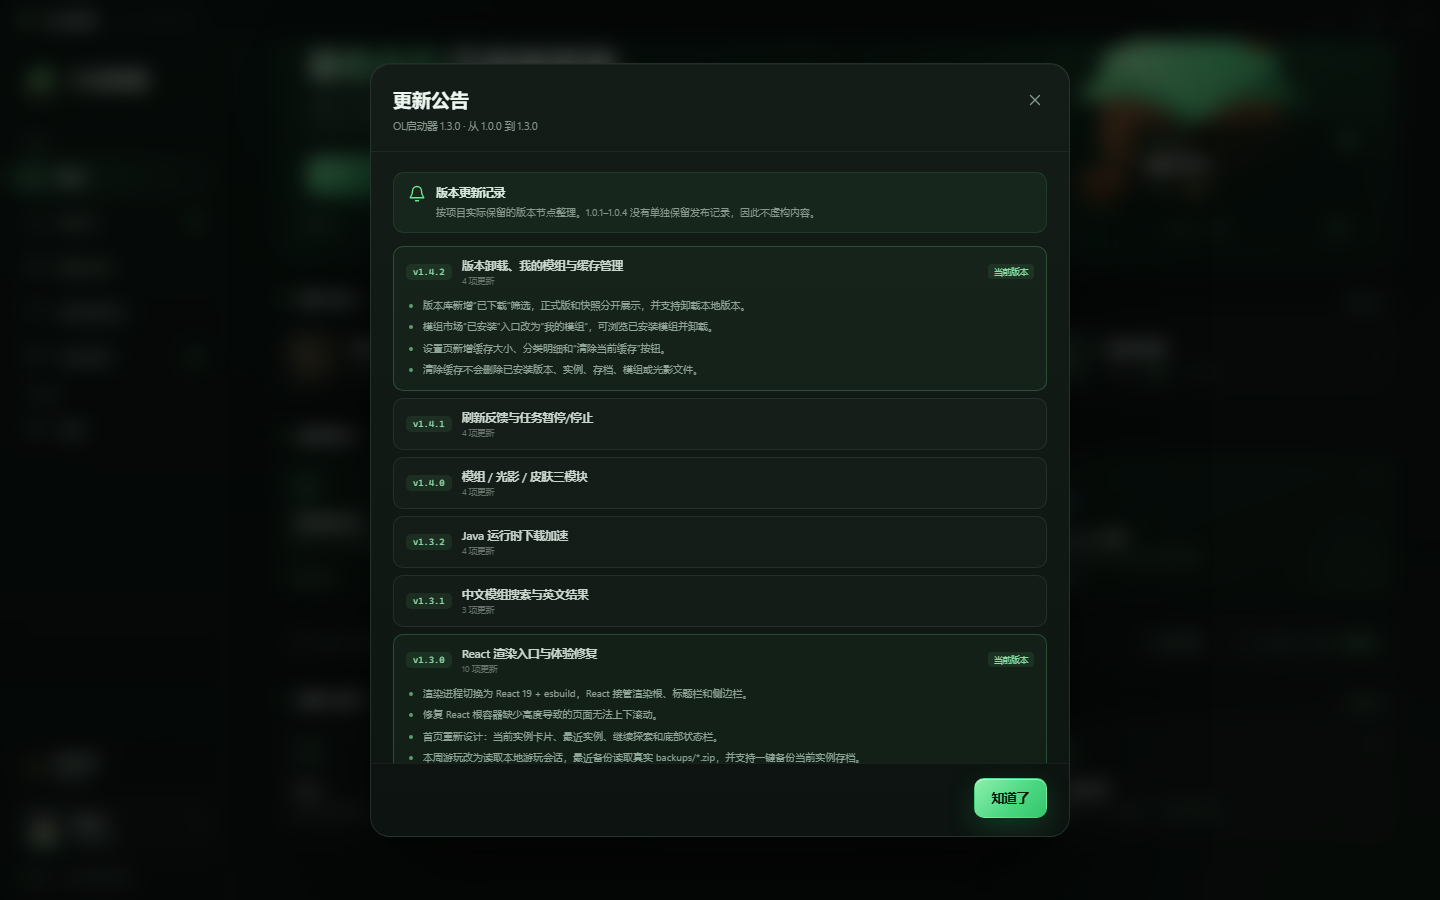 更新公告
OL启动器 1.3.0 · 从 1.0.0 到 1.3.0
版本更新记录
按项目实际保留的版本节点整理。1.0.1–1.0.4 没有单独保留发布记录，因此不虚构内容。
v1.4.2 版本卸载、我的模组与缓存管理 当前版本
4 项更新
版本库新增“已下载”筛选，正式版和快照分开展示，并支持卸载本地版本。
模组市场“已安装”入口改为“我的模组”，可浏览已安装模组并卸载。
设置页新增缓存大小、分类明细和“清除当前缓存”按钮。
清除缓存不会删除已安装版本、实例、存档、模组或光影文件。
v1.4.1 刷新反馈与任务暂停/停止
4 项更新
v1.4.0 模组 / 光影 / 皮肤三模块
4 项更新
v1.3.2 Java 运行时下载加速
4 项更新
v1.3.1 中文模组搜索与英文结果
3 项更新
v1.3.0 React 渲染入口与体验修复 当前版本
10 项更新
渲染进程切换为 React 19 + esbuild，React 接管渲染根、标题栏和侧边栏。
修复 React 根容器缺少高度导致的页面无法上下滚动。
首页重新设计：当前实例卡片、最近实例、继续探索和底部状态栏。
本周游玩改为读取本地游玩会话，最近备份读取真实 backups/*.zip，并支持一键备份当前实例存档。
知道了